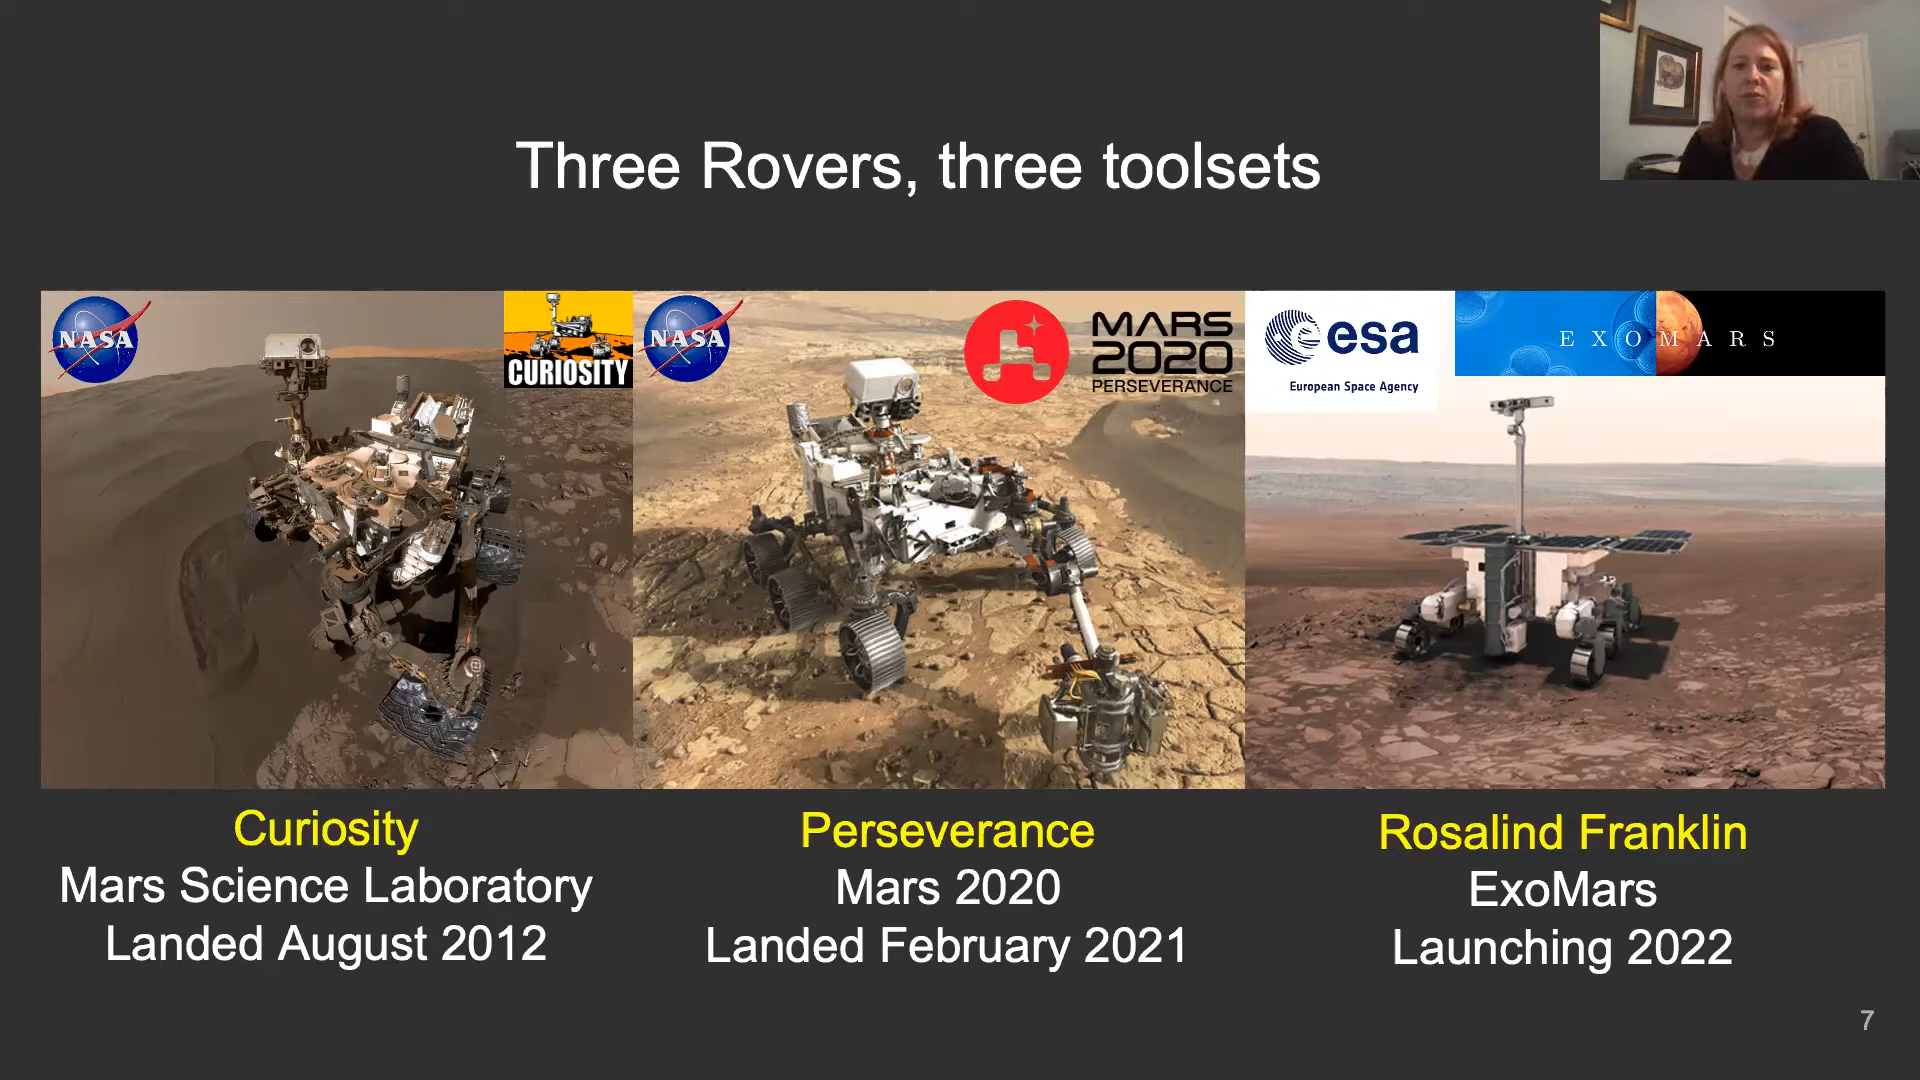 Three Rovers, three toolsets
NASA
CURIOSITY
NASA
MARS
2020
PERSEVERANCE
esa
European Space Agency
EXOMARS
Curiosity
Mars Science Laboratory
Landed August 2012
Perseverance
Mars 2020
Landed February 2021
Rosalind Franklin
ExoMars
Launching 2022
7